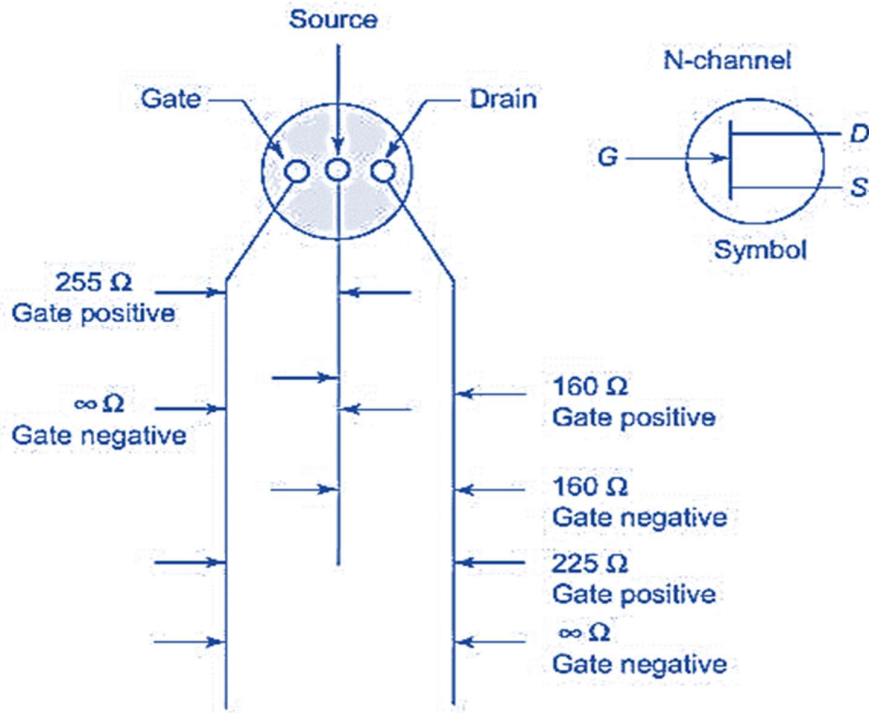 Source
Gate
Drain
N-channel
G
D
S
Symbol
255 Ω
Gate positive
∞ Ω
Gate negative
160 Ω
Gate positive
160 Ω
Gate negative
225 Ω
Gate positive
∞ Ω
Gate negative